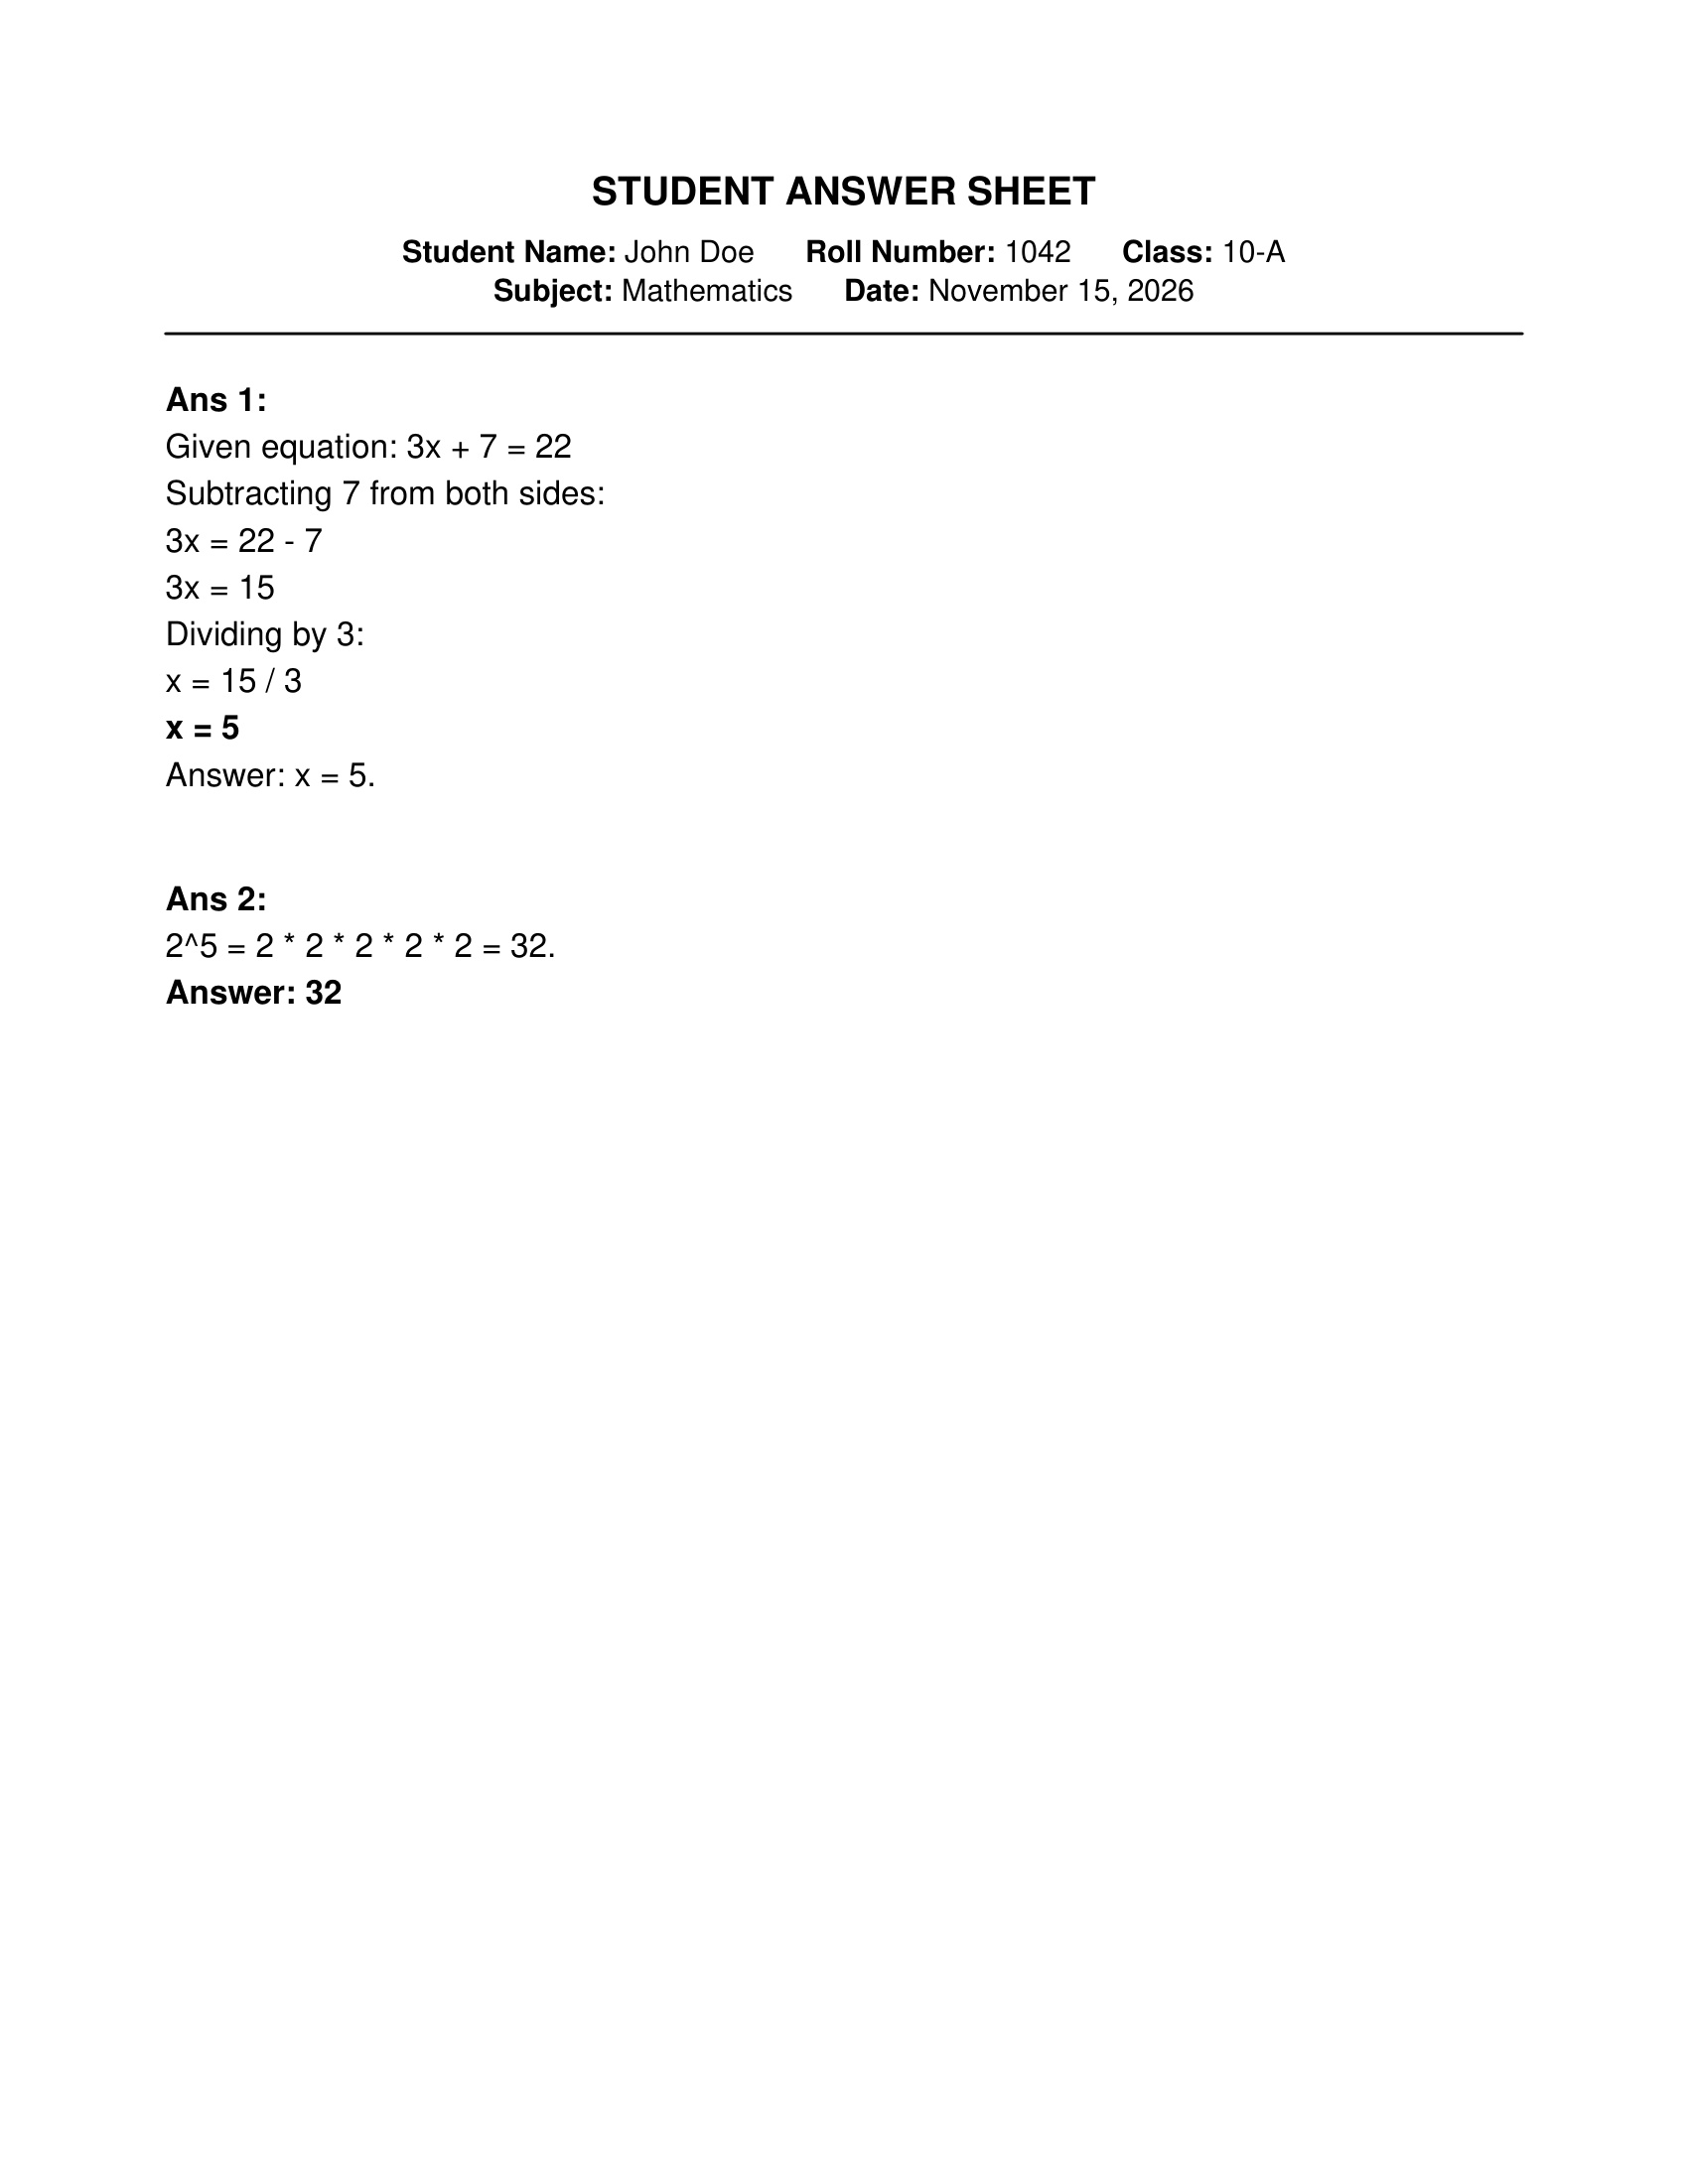 STUDENT ANSWER SHEET
Student Name: John Doe Roll Number: 1042 Class: 10-A
Subject: Mathematics Date: November 15, 2026
Ans 1:
Given equation: 3x + 7 = 22
Subtracting 7 from both sides:
3x = 22 - 7
3x = 15
Dividing by 3:
x = 15 / 3
x = 5
Answer: x = 5.
Ans 2:
2^5 = 2 * 2 * 2 * 2 * 2 = 32.
Answer: 32